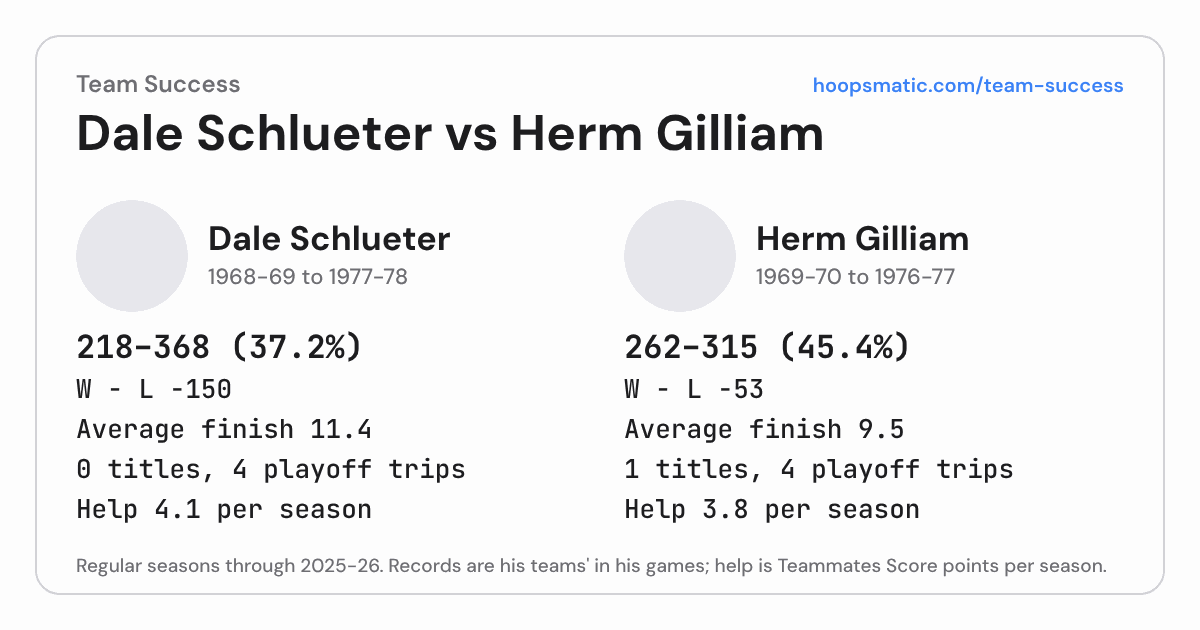 Team Success
hoopsmatic.com/team-success
Dale Schlueter vs Herm Gilliam
Dale Schlueter
1968–69 to 1977–78
218–368 (37.2%)
W - L -150
Average finish 11.4
0 titles, 4 playoff trips
Help 4.1 per season
Herm Gilliam
1969–70 to 1976–77
262–315 (45.4%)
W - L -53
Average finish 9.5
1 titles, 4 playoff trips
Help 3.8 per season
Regular seasons through 2025-26. Records are his teams' in his games; help is Teammates Score points per season.